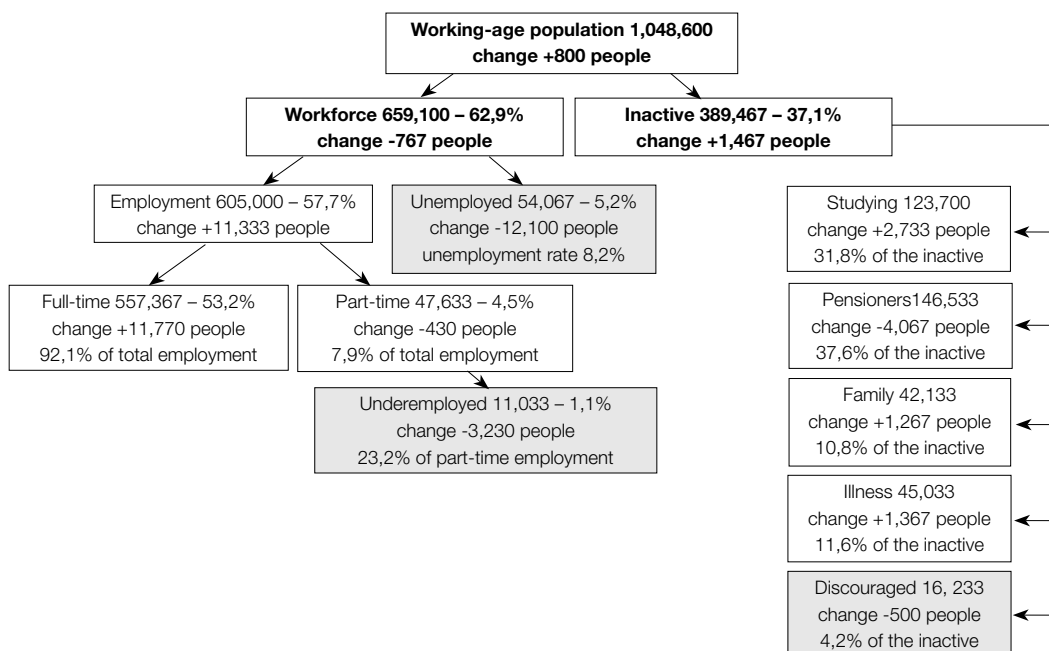 Working-age population 1,048,600
change +800 people
Workforce 659,100 – 62,9%
change -767 people
Inactive 389,467 – 37,1%
change +1,467 people
Employment 605,000 – 57,7%
change +11,333 people
Unemployed 54,067 – 5,2%
change -12,100 people
unemployment rate 8,2%
Full-time 557,367 – 53,2%
change +11,770 people
92,1% of total employment
Part-time 47,633 – 4,5%
change -430 people
7,9% of total employment
Underemployed 11,033 – 1,1%
change -3,230 people
23,2% of part-time employment
Studying 123,700
change +2,733 people
31,8% of the inactive
Pensioners146,533
change -4,067 people
37,6% of the inactive
Family 42,133
change +1,267 people
10,8% of the inactive
Illness 45,033
change +1,367 people
11,6% of the inactive
Discouraged 16, 233
change -500 people
4,2% of the inactive